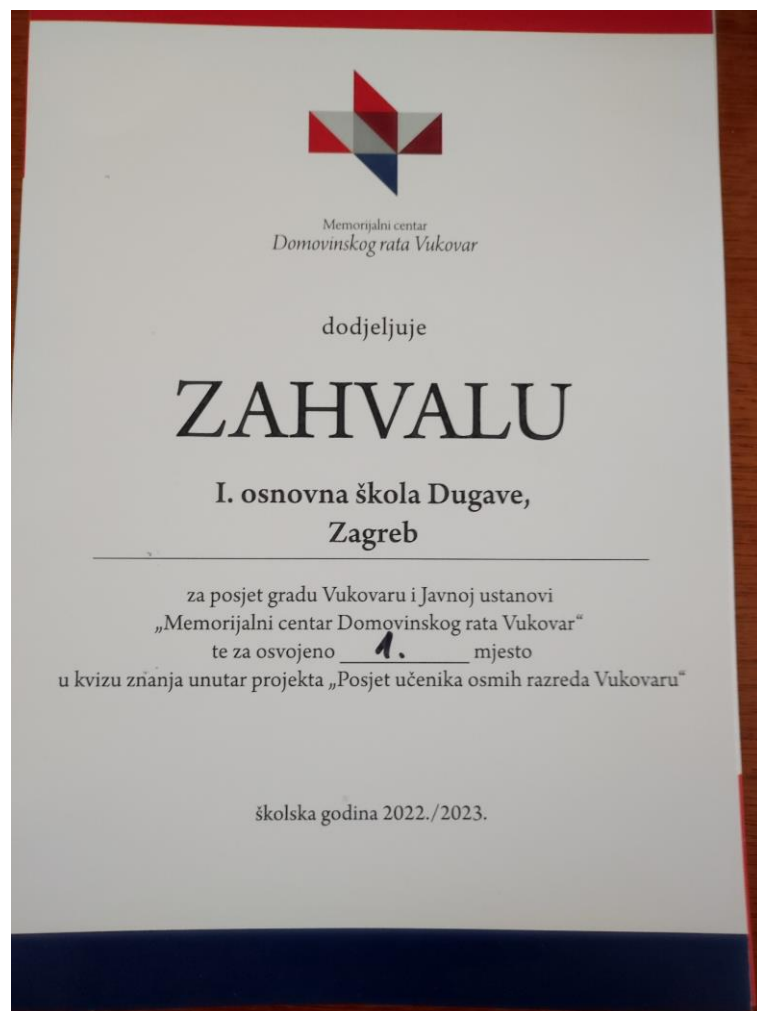 Memorijalni centar
Domovinskog rata Vukovar
dodjeljuje
ZAHVALU
I. osnovna škola Dugave,
Zagreb
za posjet gradu Vukovaru i Javnoj ustanovi
„Memorijalni centar Domovinskog rata Vukovar“
te za osvojeno 1. mjesto
u kvizu znanja unutar projekta „Posjet učenika osmih razreda Vukovaru“
školska godina 2022./2023.